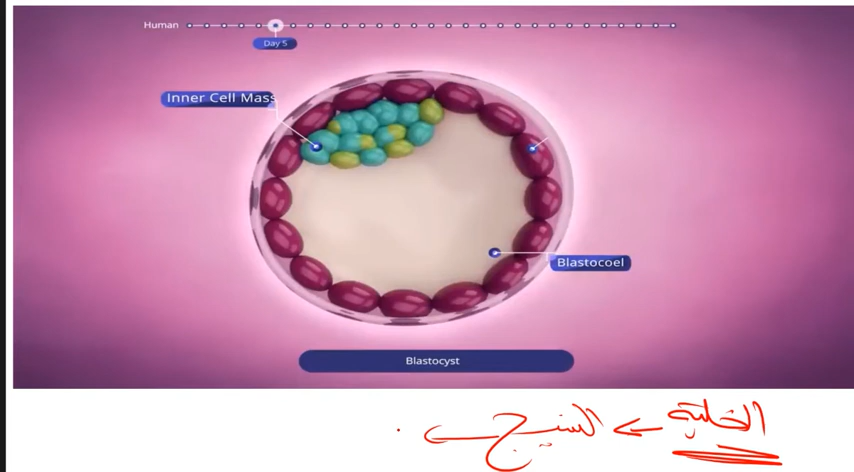 Human
Day 5
Inner Cell Mass
Blastocoel
Blastocyst
الخلية ← النسيج ←